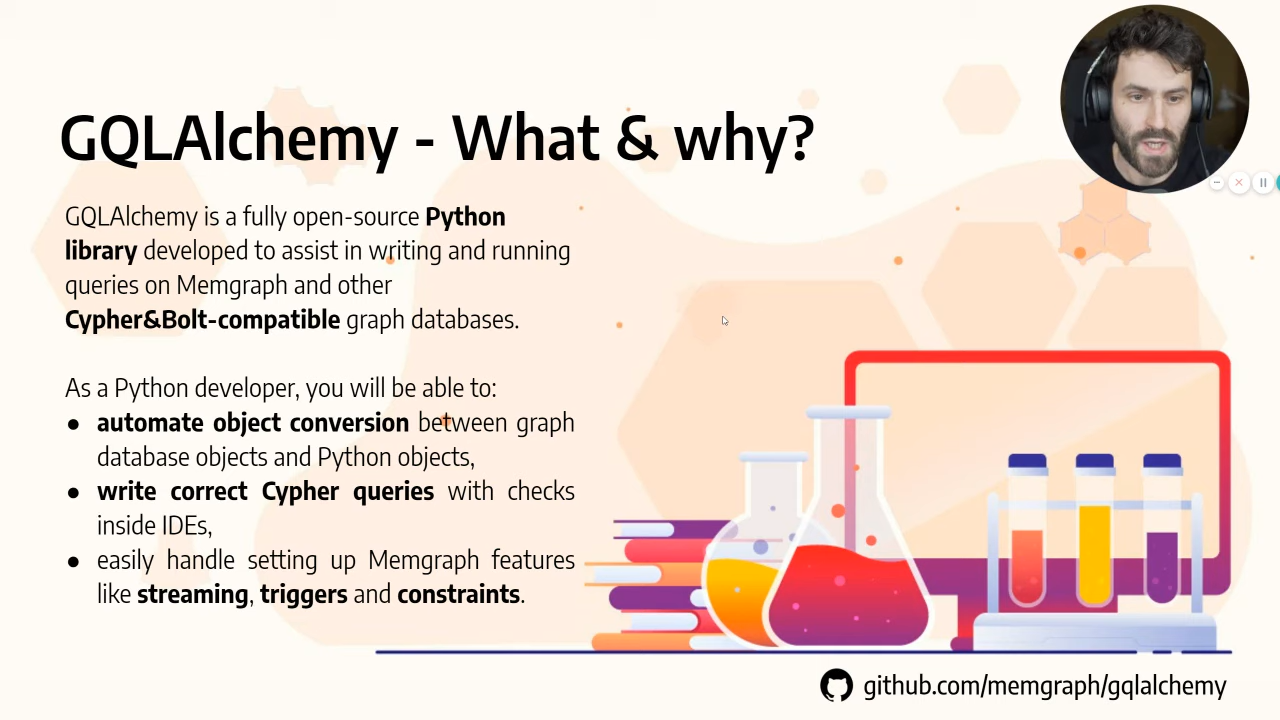 GQLAlchemy - What & why?
GQLAlchemy is a fully open-source Python
library developed to assist in writing and running
queries on Memgraph and other
Cypher&Bolt-compatible graph databases.
As a Python developer, you will be able to:
● automate object conversion between graph
database objects and Python objects,
● write correct Cypher queries with checks
inside IDEs,
● easily handle setting up Memgraph features
like streaming, triggers and constraints.
github.com/memgraph/gqlalchemy